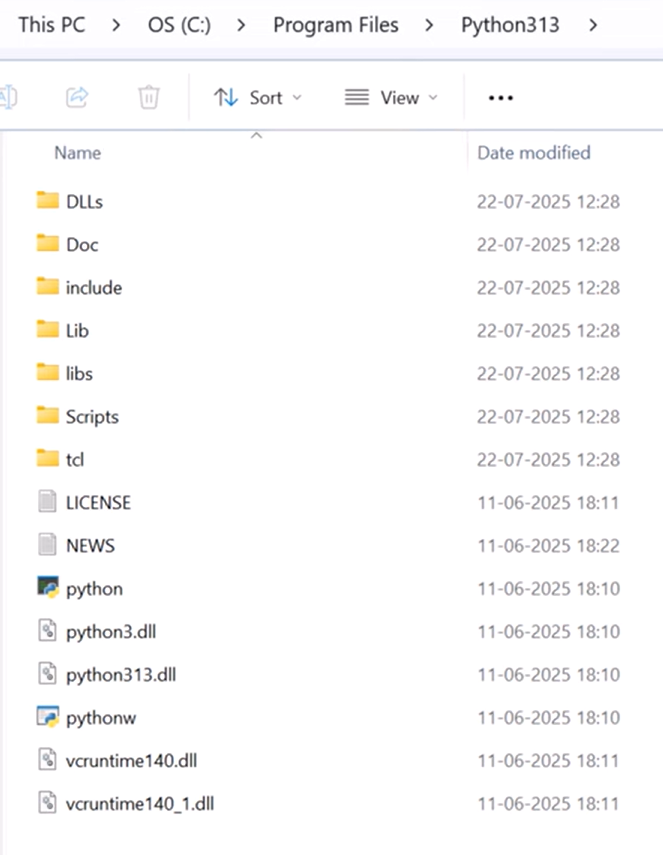 This PC > OS (C:) > Program Files > Python313 >
Sort View ...
Name Date modified
DLLs 22-07-2025 12:28
Doc 22-07-2025 12:28
include 22-07-2025 12:28
Lib 22-07-2025 12:28
libs 22-07-2025 12:28
Scripts 22-07-2025 12:28
tcl 22-07-2025 12:28
LICENSE 11-06-2025 18:11
NEWS 11-06-2025 18:22
python 11-06-2025 18:10
python3.dll 11-06-2025 18:10
python313.dll 11-06-2025 18:10
pythonw 11-06-2025 18:10
vcruntime140.dll 11-06-2025 18:11
vcruntime140_1.dll 11-06-2025 18:11